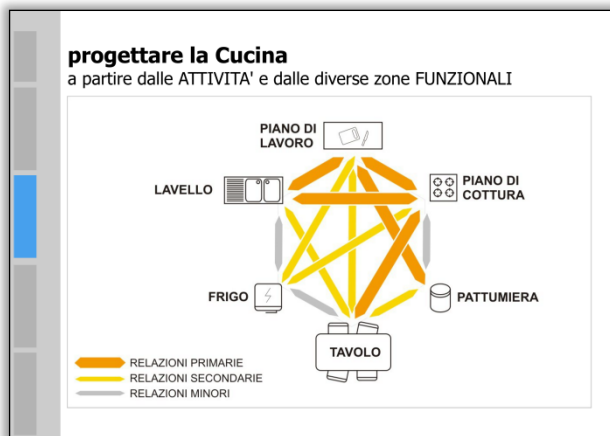 progettare la Cucina
a partire dalle ATTIVITA' e dalle diverse zone FUNZIONALI
PIANO DI
LAVORO
LAVELLO
PIANO DI
COTTURA
FRIGO
PATTUMIERA
TAVOLO
RELAZIONI PRIMARIE
RELAZIONI SECONDARIE
RELAZIONI MINORI